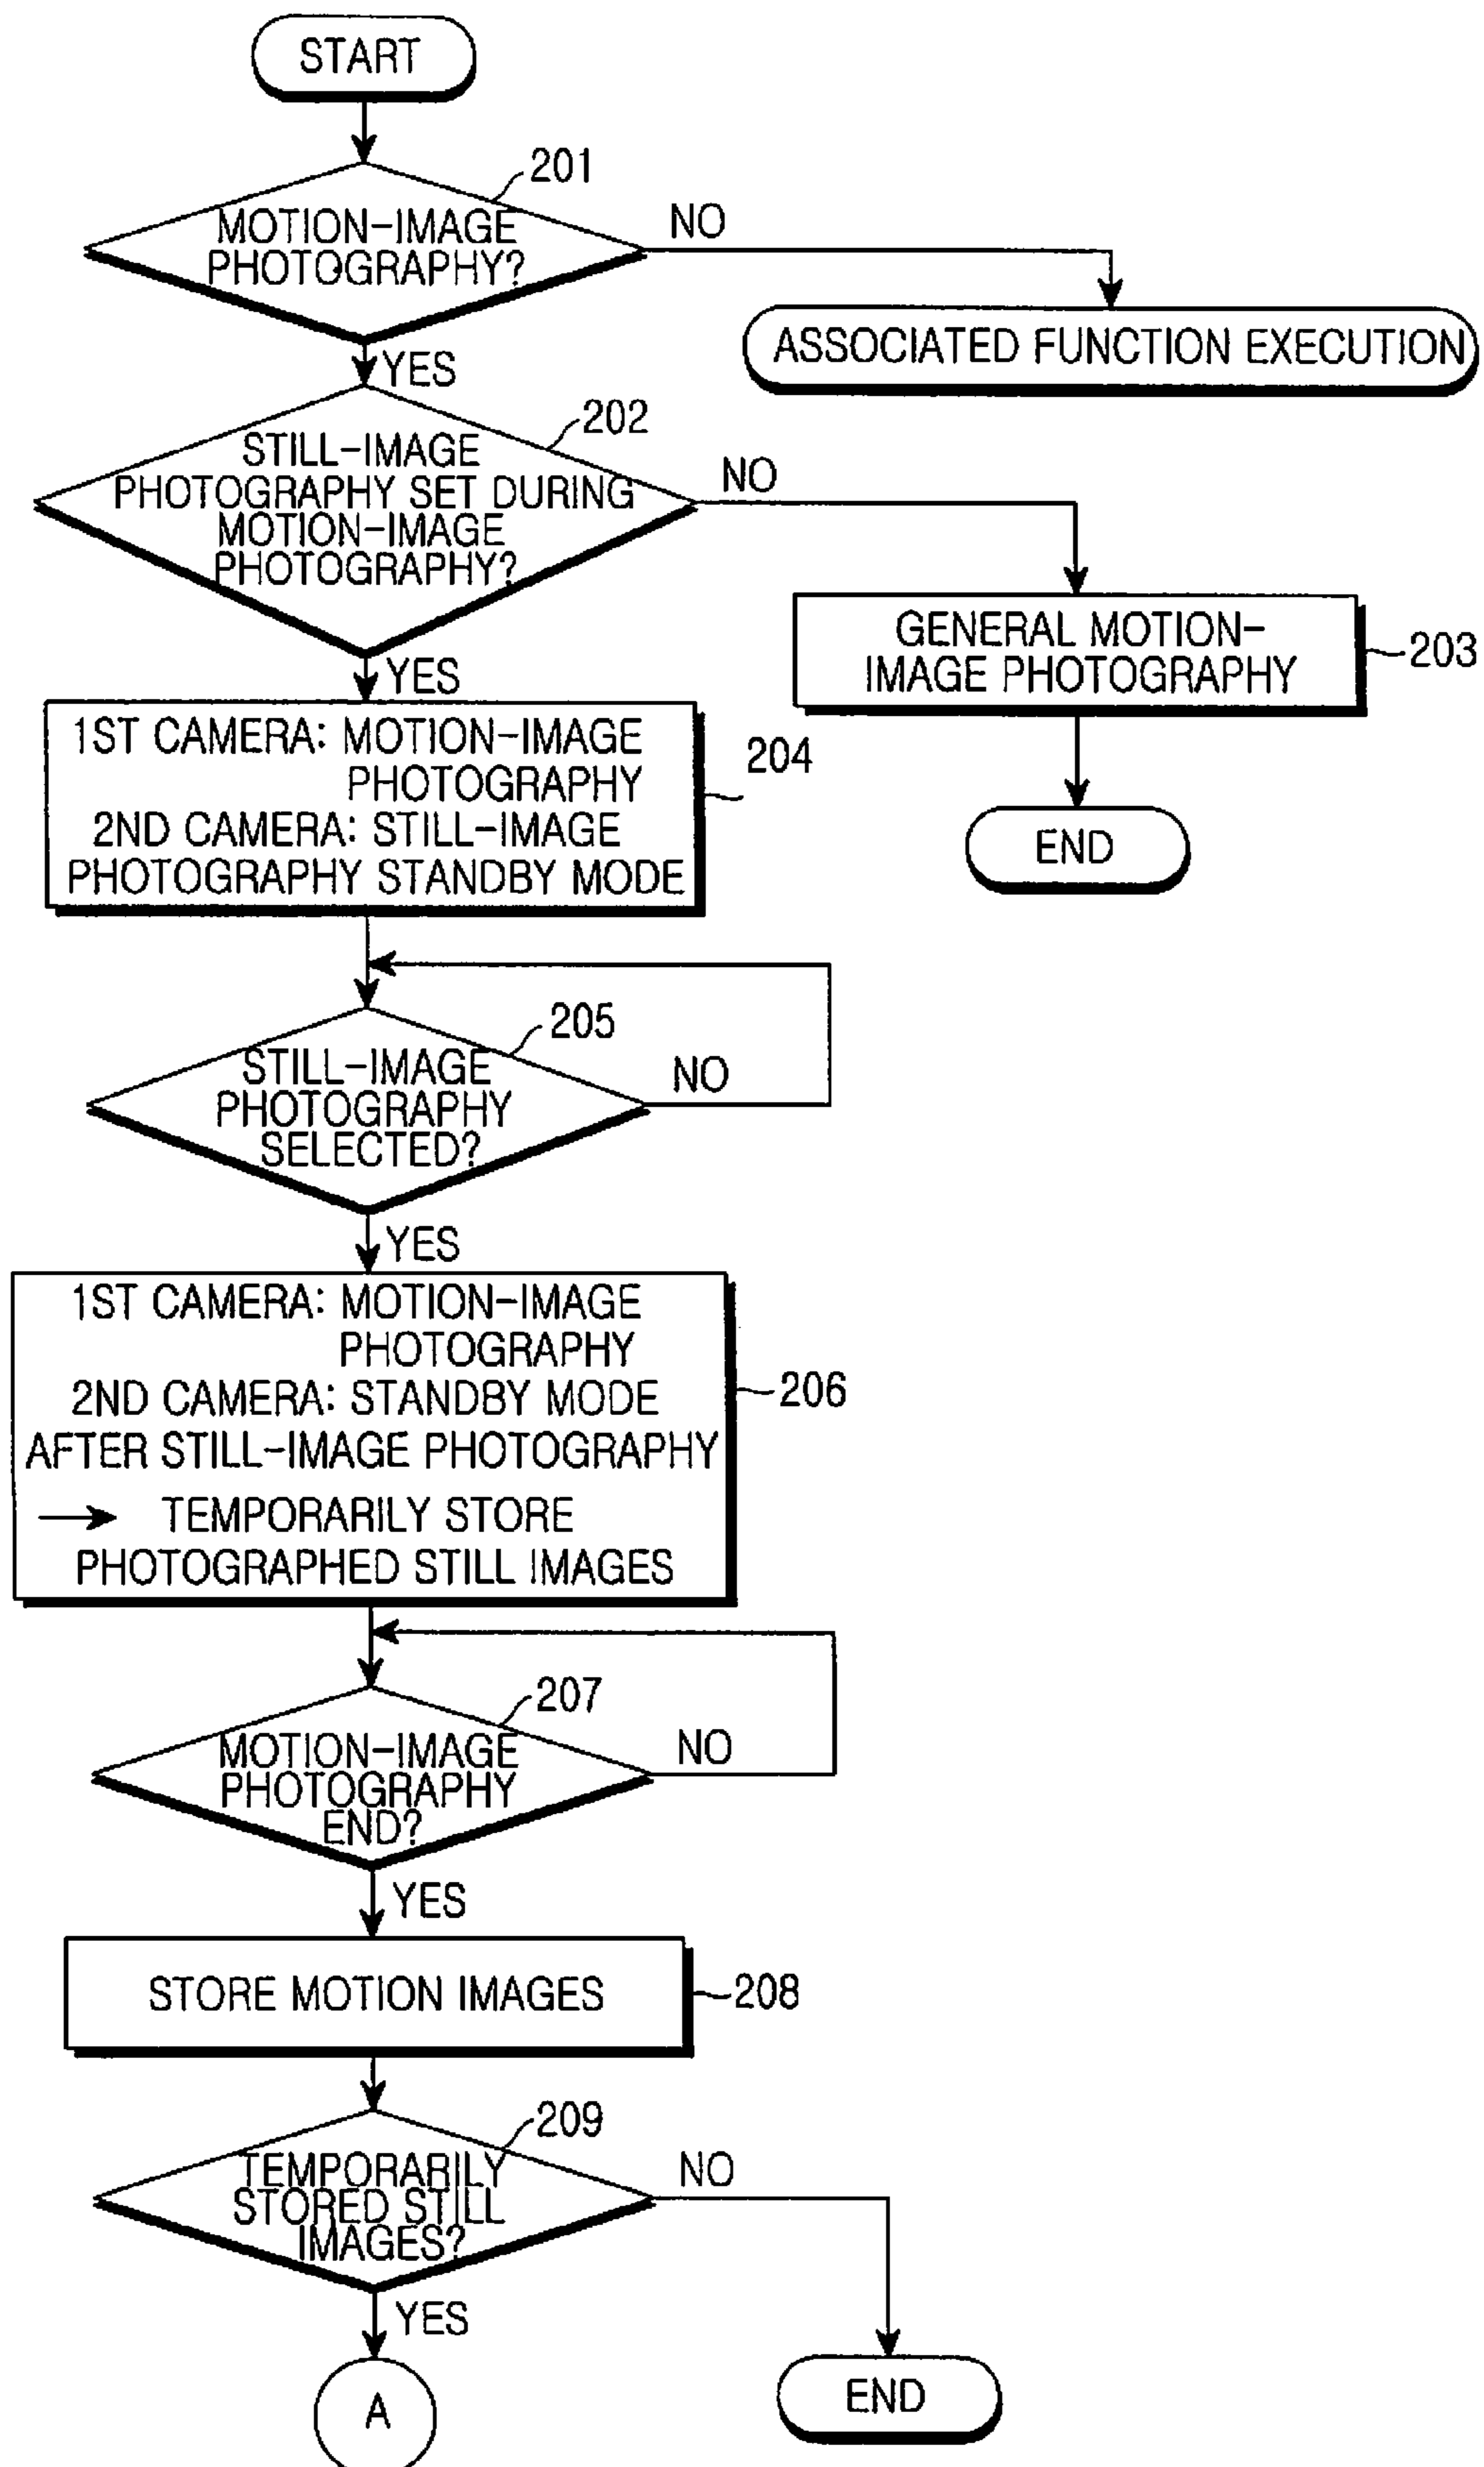 START
201
MOTION-IMAGE
PHOTOGRAPHY?
NO
ASSOCIATED FUNCTION EXECUTION
YES
202
STILL-IMAGE
PHOTOGRAPHY SET DURING
MOTION-IMAGE
PHOTOGRAPHY?
NO
GENERAL MOTION-
IMAGE PHOTOGRAPHY
203
END
YES
1ST CAMERA: MOTION-IMAGE
PHOTOGRAPHY
2ND CAMERA: STILL-IMAGE
PHOTOGRAPHY STANDBY MODE
204
205
STILL-IMAGE
PHOTOGRAPHY
SELECTED?
NO
YES
1ST CAMERA: MOTION-IMAGE
PHOTOGRAPHY
2ND CAMERA: STANDBY MODE
AFTER STILL-IMAGE PHOTOGRAPHY
→ TEMPORARILY STORE
PHOTOGRAPHED STILL IMAGES
206
207
MOTION-IMAGE
PHOTOGRAPHY
END?
NO
YES
STORE MOTION IMAGES
208
209
TEMPORARILY
STORED STILL
IMAGES?
NO
YES
A
END